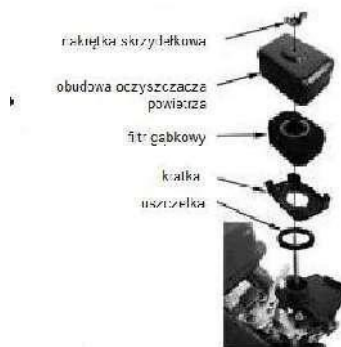 nakrętka skrzydełkowa
obudowa oczyszczacza
powietrza
filtr gąbkowy
kratka
uszczelka